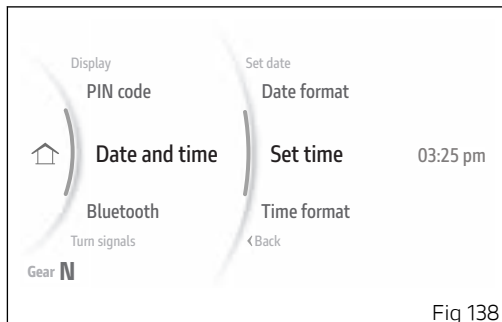 Display
PIN code
Date and time
Bluetooth
Turn signals
Set date
Date format
Set time
03:25 pm
Time format
‹Back
Gear N
Fig 138